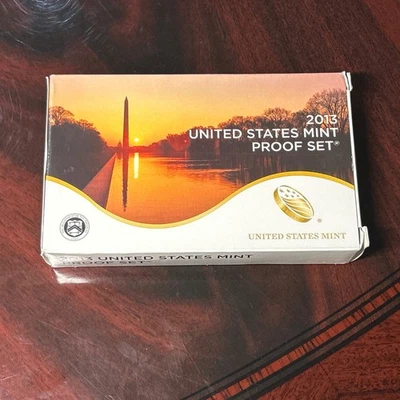 2013
UNITED STATES MINT
PROOF SET®
UNITED STATES MINT
2013 UNITED STATES MINT
PROOF SET®